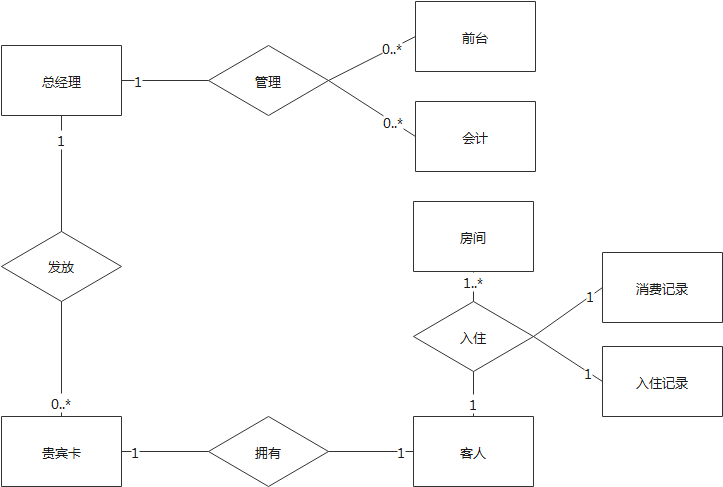 前台
0..*
总经理
1
管理
0..*
会计
1
房间
发放
1..*
消费记录
1
入住
1
入住记录
0..*
1
贵宾卡
1
拥有
1
客人